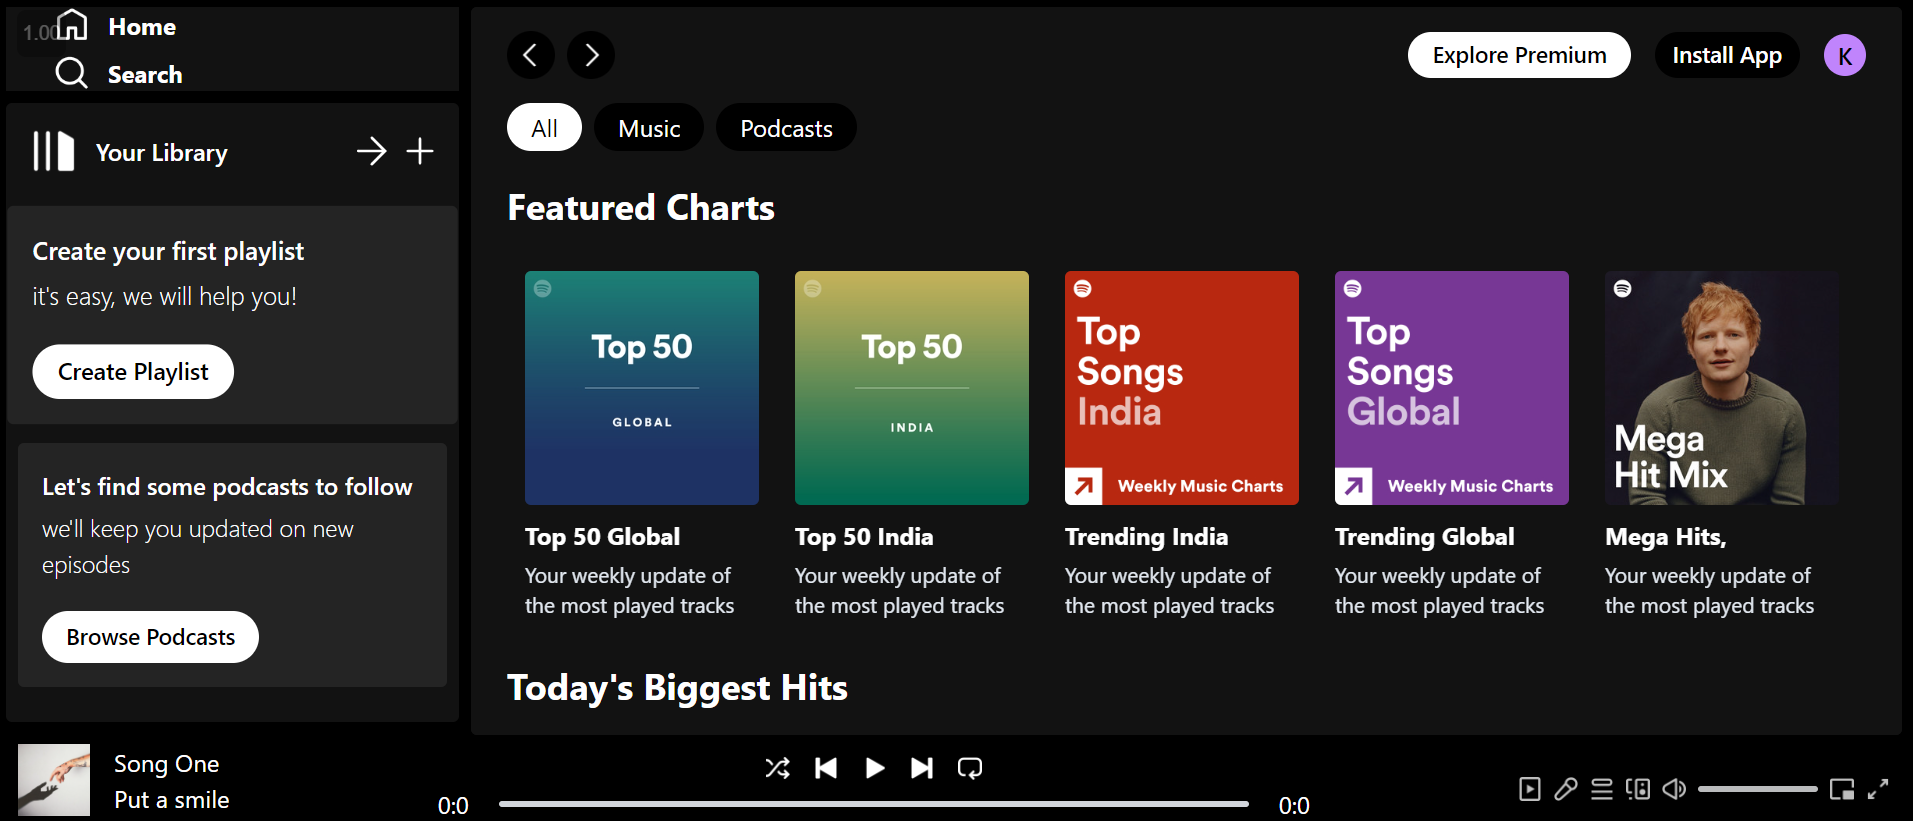 1.00
Home
Search
Your Library
Create your first playlist
it's easy, we will help you!
Create Playlist
Let's find some podcasts to follow
we'll keep you updated on new
episodes
Browse Podcasts
Explore Premium
Install App
K
All
Music
Podcasts
Featured Charts
Top 50
GLOBAL
Top 50 Global
Your weekly update of
the most played tracks
Top 50
INDIA
Top 50 India
Your weekly update of
the most played tracks
Top
Songs
India
Weekly Music Charts
Trending India
Your weekly update of
the most played tracks
Top
Songs
Global
Weekly Music Charts
Trending Global
Your weekly update of
the most played tracks
Mega
Hit Mix
Mega Hits,
Your weekly update of
the most played tracks
Today's Biggest Hits
Song One
Put a smile
0:0
0:0